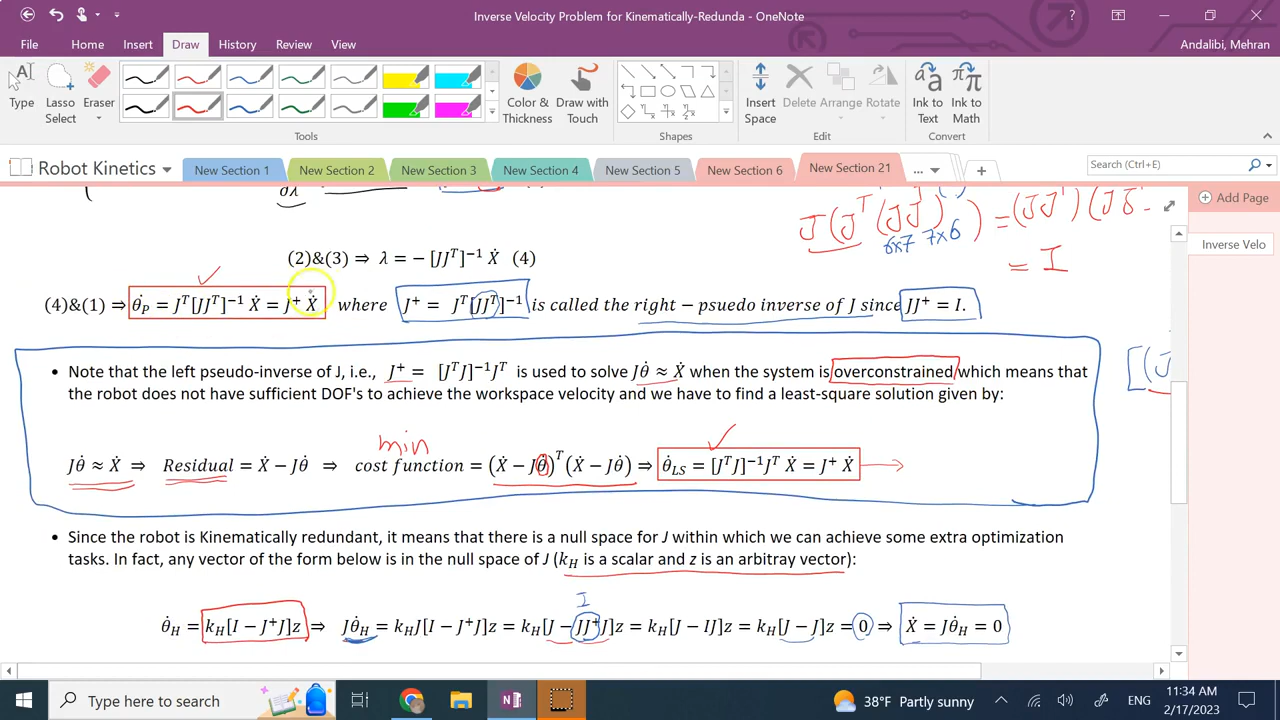 Inverse Velocity Problem for Kinematically-Redunda - OneNote
Andalibi, Mehran
File Home Insert Draw History Review View
Type Lasso Select Eraser Color & Thickness Draw with Touch Insert Space Delete Arrange Rotate Ink to Text Ink to Math
Tools Shapes Edit Convert
Robot Kinetics New Section 1 New Section 2 New Section 3 New Section 4 New Section 5 New Section 6 New Section 21 ... Search (Ctrl+E)
Add Page
Inverse Velo
∂λ
J(J^T(JJ^T)
6x7 7x6
= I
(2)&(3) ⇒ λ = − [JJ^T]^−1 Ẋ (4)
(4)&(1) ⇒ θ̇_P = J^T[JJ^T]^−1 Ẋ = J^+ Ẋ where J^+ = J^T[JJ^T]^−1 is called the right − psuedo inverse of J since JJ^+ = I.
• Note that the left pseudo-inverse of J, i.e., J^+ = [J^TJ]^−1J^T is used to solve Jθ̇ ≈ Ẋ when the system is overconstrained which means that
the robot does not have sufficient DOF's to achieve the workspace velocity and we have to find a least-square solution given by:
min
Jθ̇ ≈ Ẋ ⇒ Residual = Ẋ − Jθ̇ ⇒ cost function = (Ẋ − Jθ̇)^T(Ẋ − Jθ̇) ⇒ θ̇_LS = [J^TJ]^−1J^T Ẋ = J^+ Ẋ
• Since the robot is Kinematically redundant, it means that there is a null space for J within which we can achieve some extra optimization
tasks. In fact, any vector of the form below is in the null space of J (k_H is a scalar and z is an arbitray vector):
I
θ̇_H = k_H[I − J^+J]z ⇒ Jθ̇_H = k_HJ[I − J^+J]z = k_H[J − JJ^+J]z = k_H[J − IJ]z = k_H[J − J]z = 0 ⇒ Ẋ = Jθ̇_H = 0
Type here to search
38°F Partly sunny
ENG
11:34 AM
2/17/2023